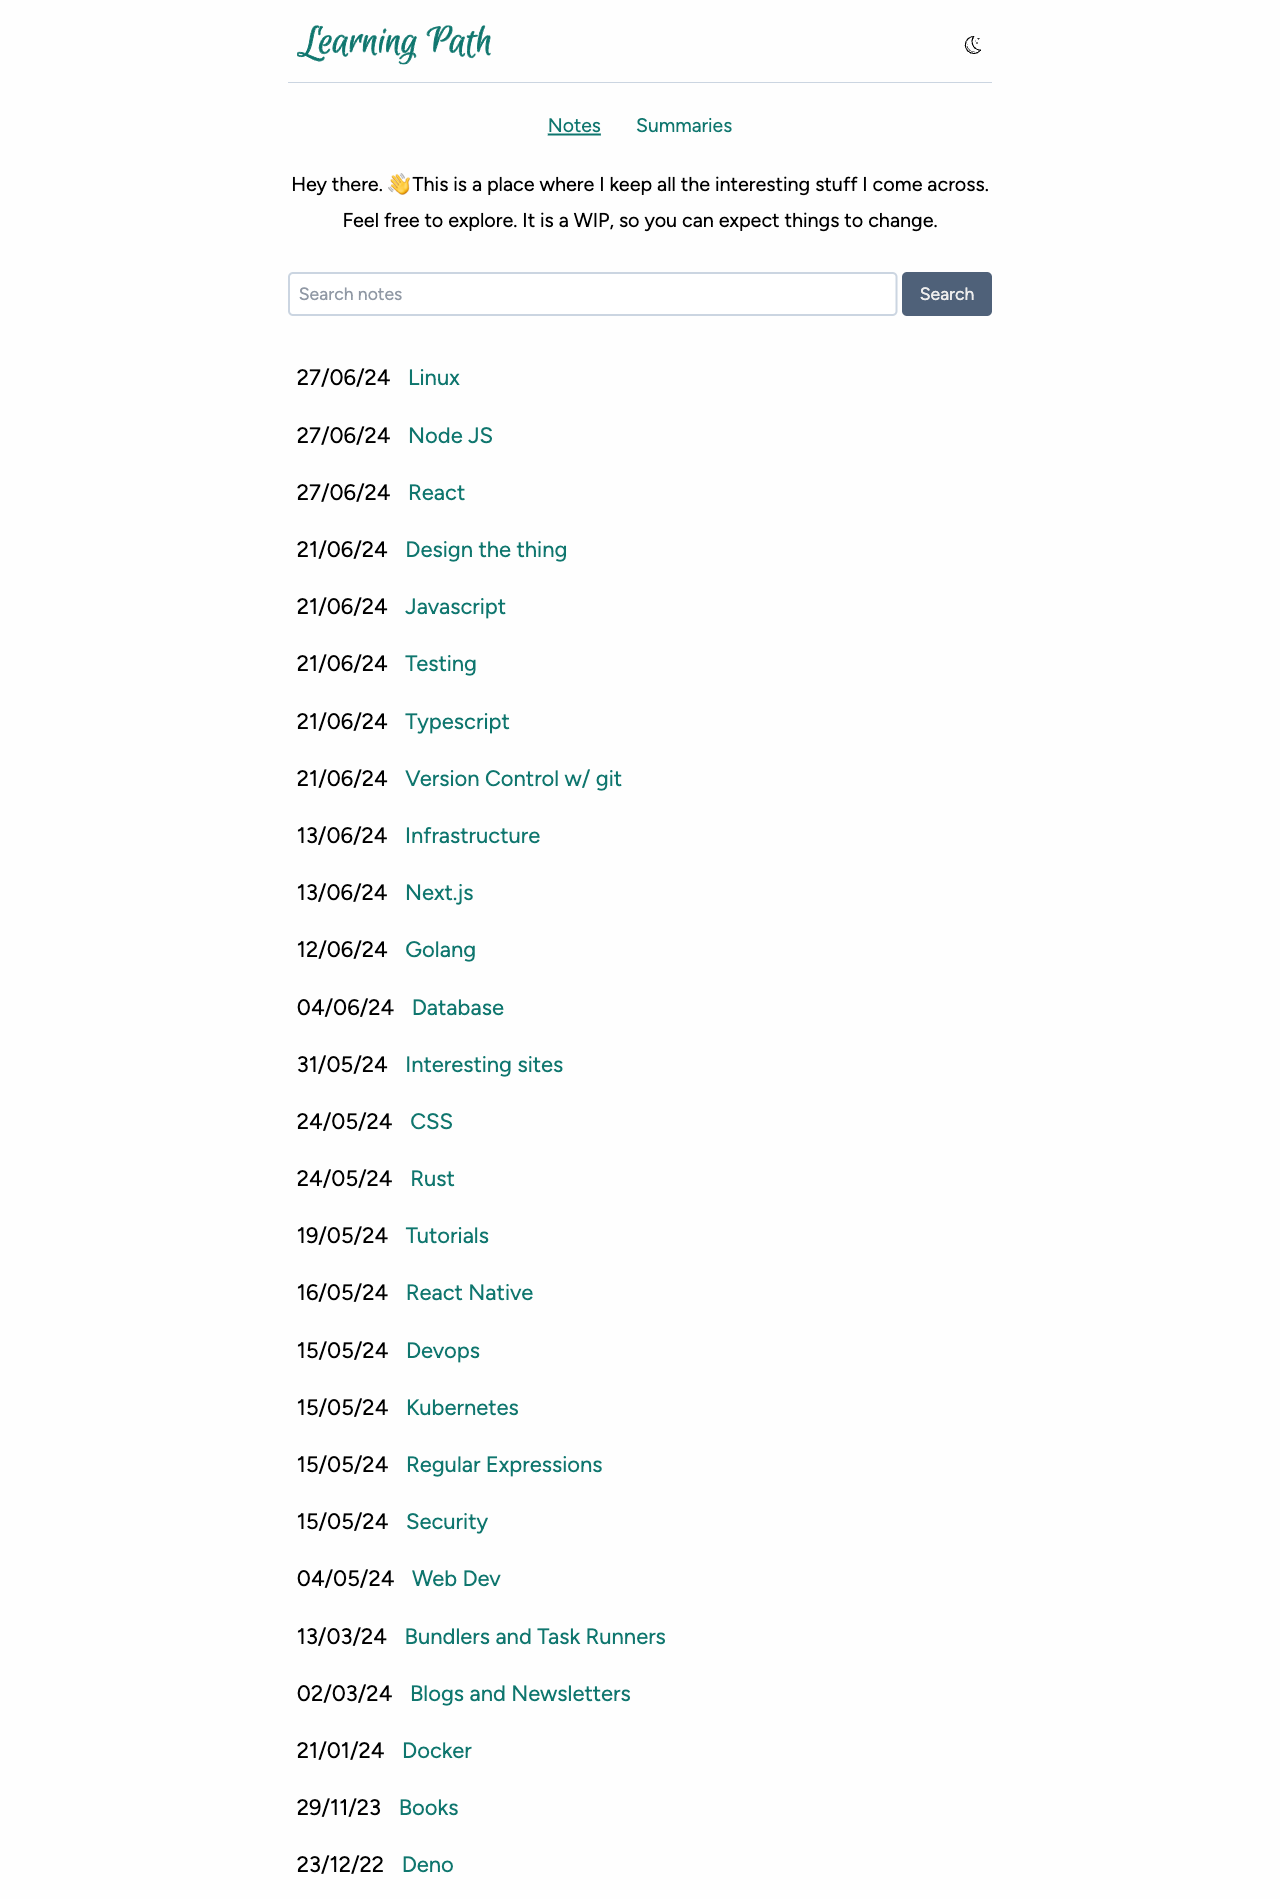 Learning Path
Notes Summaries
Hey there. 👋This is a place where I keep all the interesting stuff I come across.
Feel free to explore. It is a WIP, so you can expect things to change.
Search notes Search
27/06/24 Linux
27/06/24 Node JS
27/06/24 React
21/06/24 Design the thing
21/06/24 Javascript
21/06/24 Testing
21/06/24 Typescript
21/06/24 Version Control w/ git
13/06/24 Infrastructure
13/06/24 Next.js
12/06/24 Golang
04/06/24 Database
31/05/24 Interesting sites
24/05/24 CSS
24/05/24 Rust
19/05/24 Tutorials
16/05/24 React Native
15/05/24 Devops
15/05/24 Kubernetes
15/05/24 Regular Expressions
15/05/24 Security
04/05/24 Web Dev
13/03/24 Bundlers and Task Runners
02/03/24 Blogs and Newsletters
21/01/24 Docker
29/11/23 Books
23/12/22 Deno